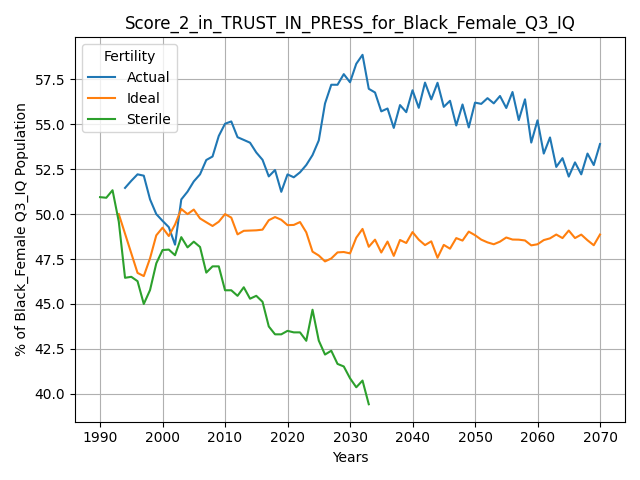 Score_2_in_TRUST_IN_PRESS_for_Black_Female_Q3_IQ
Fertility
Actual
Ideal
Sterile
% of Black_Female Q3_IQ Population
57.5
55.0
52.5
50.0
47.5
45.0
42.5
40.0
1990
2000
2010
2020
2030
2040
2050
2060
2070
Years